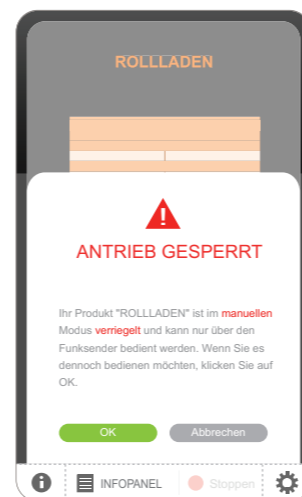 ROLLLADEN
ANTRIEB GESPERRT
Ihr Produkt "ROLLLADEN" ist im manuellen
Modus verriegelt und kann nur über den
Funksender bedient werden. Wenn Sie es
dennoch bedienen möchten, klicken Sie auf
OK.
OK Abbrechen
INFOPANEL Stoppen